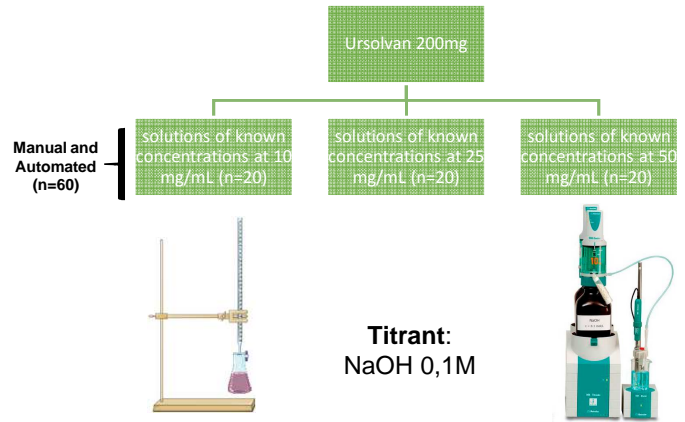 Ursolvan 200mg
Manual and
Automated
(n=60)
solutions of known
concentrations at 10
mg/mL (n=20)
solutions of known
concentrations at 25
mg/mL (n=20)
solutions of known
concentrations at 50
mg/mL (n=20)
Titrant:
NaOH 0,1M
NaOH